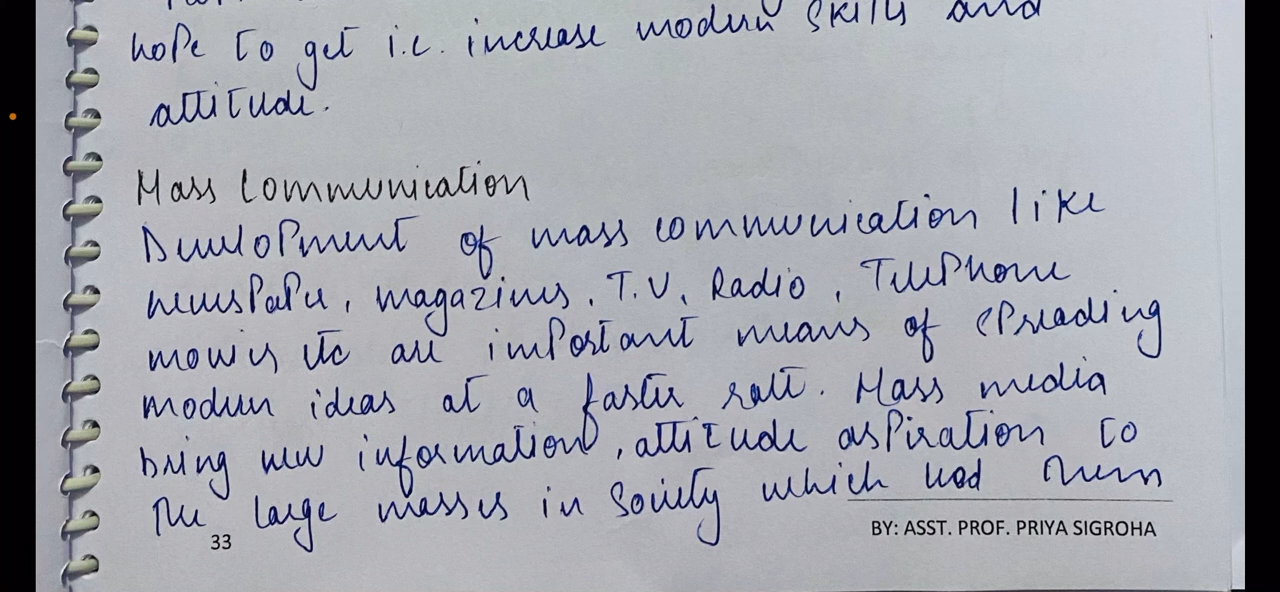 hope to get i.e. increase modern skills and
attitude.
Mass Communication
Development of mass communication like
newspaper, magazines, T.V, Radio, Telephone
movies etc are important means of spreading
modern ideas at a faster rate. Mass media
bring new information, attitude aspiration to
the large masses in society which lead them
33
BY: ASST. PROF. PRIYA SIGROHA